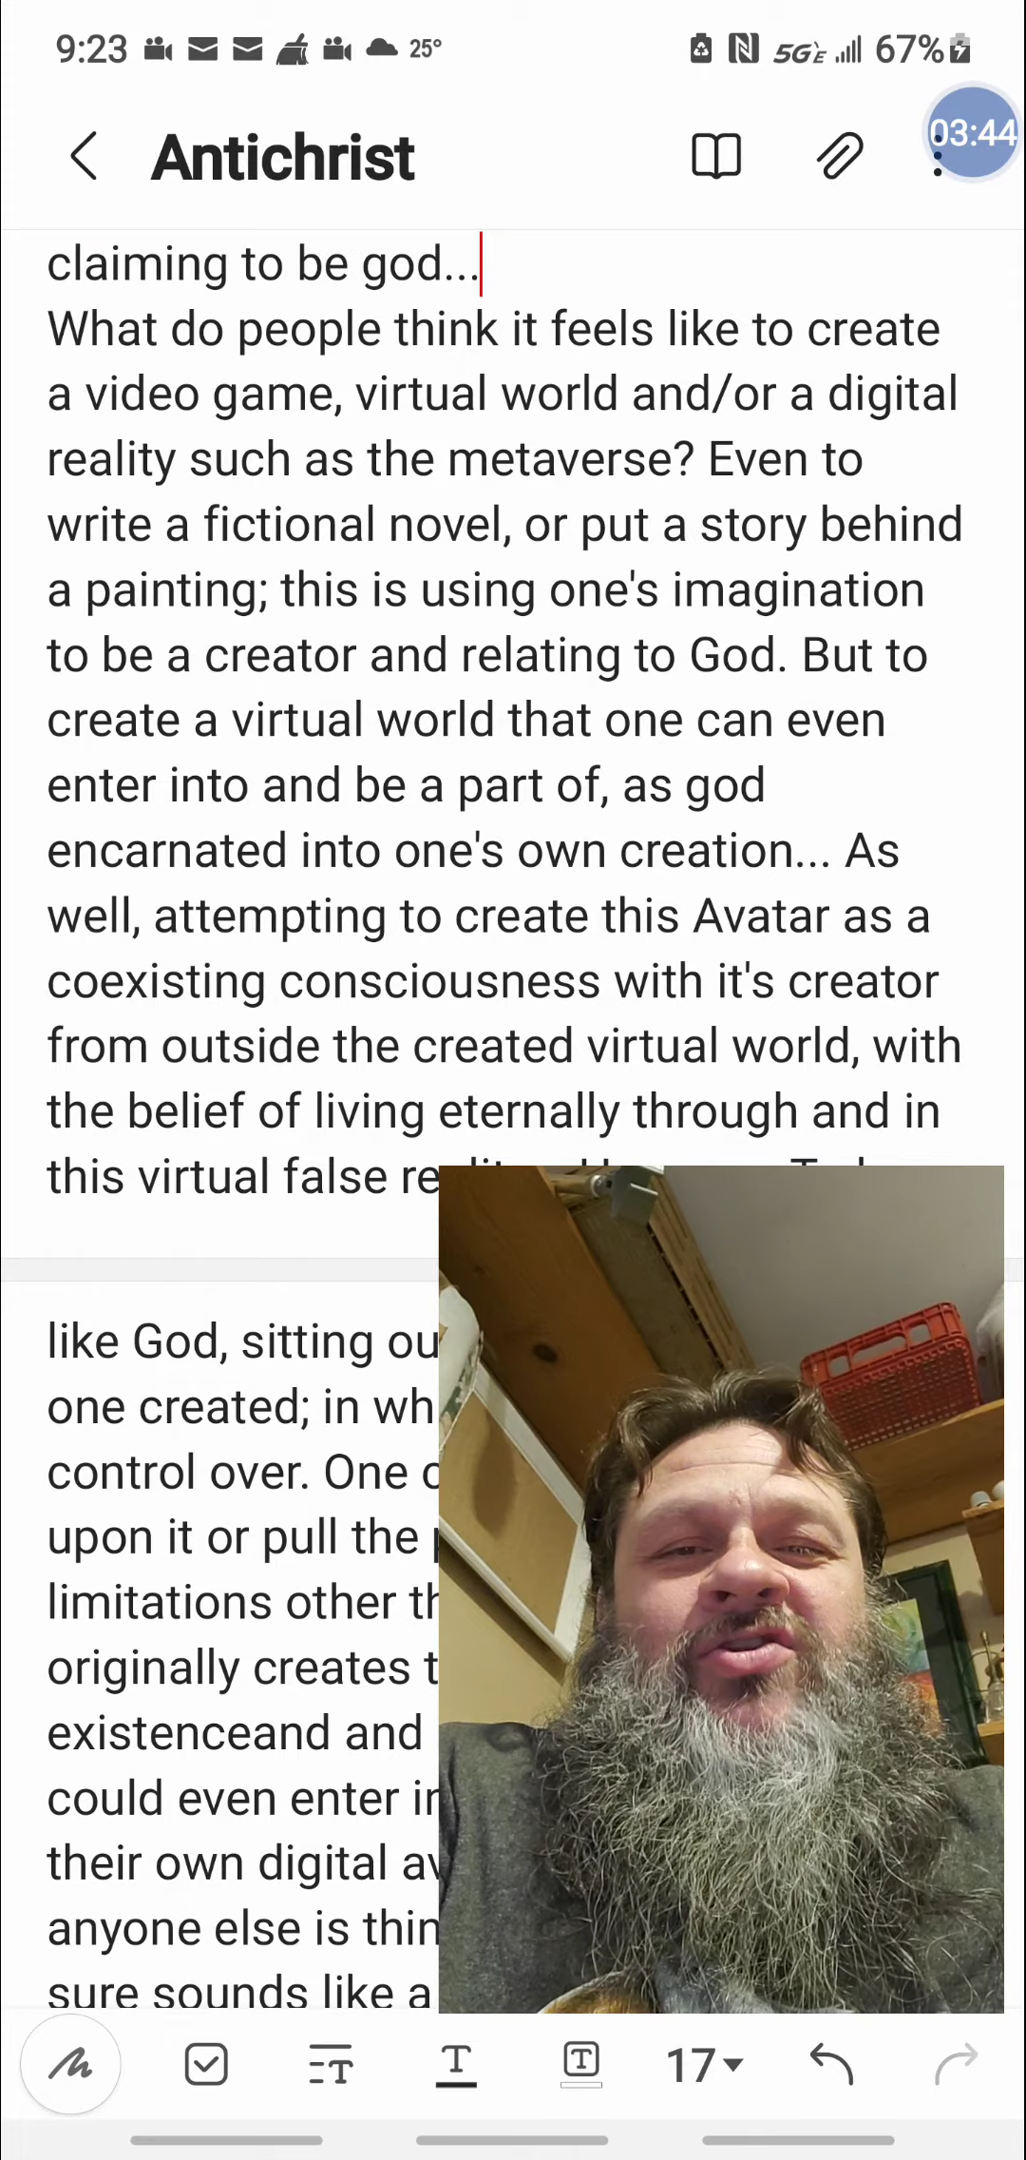 9:23 25° 5GE 67%
Antichrist
03:44
claiming to be god...
What do people think it feels like to create
a video game, virtual world and/or a digital
reality such as the metaverse? Even to
write a fictional novel, or put a story behind
a painting; this is using one's imagination
to be a creator and relating to God. But to
create a virtual world that one can even
enter into and be a part of, as god
encarnated into one's own creation... As
well, attempting to create this Avatar as a
coexisting consciousness with it's creator
from outside the created virtual world, with
the belief of living eternally through and in
this virtual false
like God, sitting
one created; in
control over. One
upon it or pull the
limitations other
originally creates
existenceand and
could even enter
their own digital
anyone else is
sure sounds like a
17